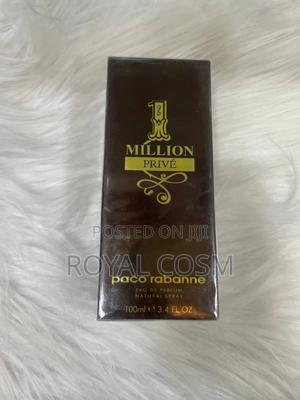 1
MILLION
PRIVÉ
POSTED ON JIJI
ROYAL COSM
paco rabanne
EAU DE PARFUM
NATURAL SPRAY
100ml e 3.4 FL.OZ